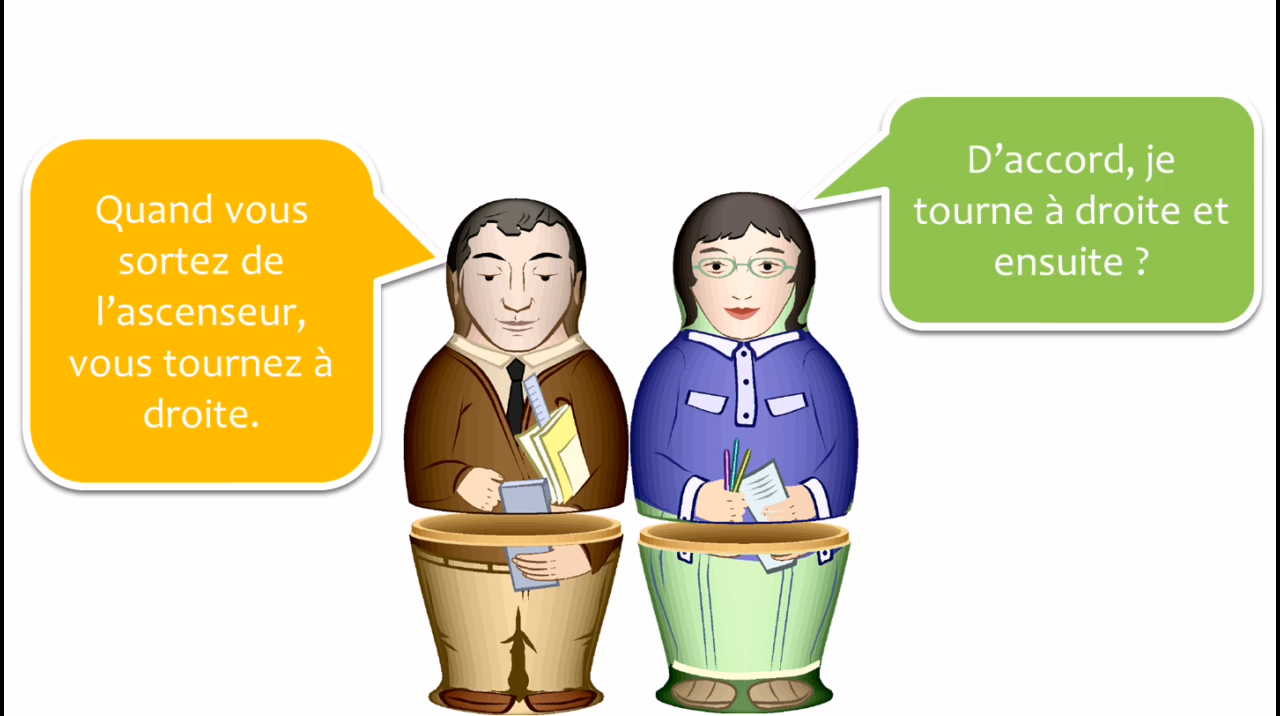 Quand vous
sortez de
l’ascenseur,
vous tournez à
droite.
D’accord, je
tourne à droite et
ensuite ?